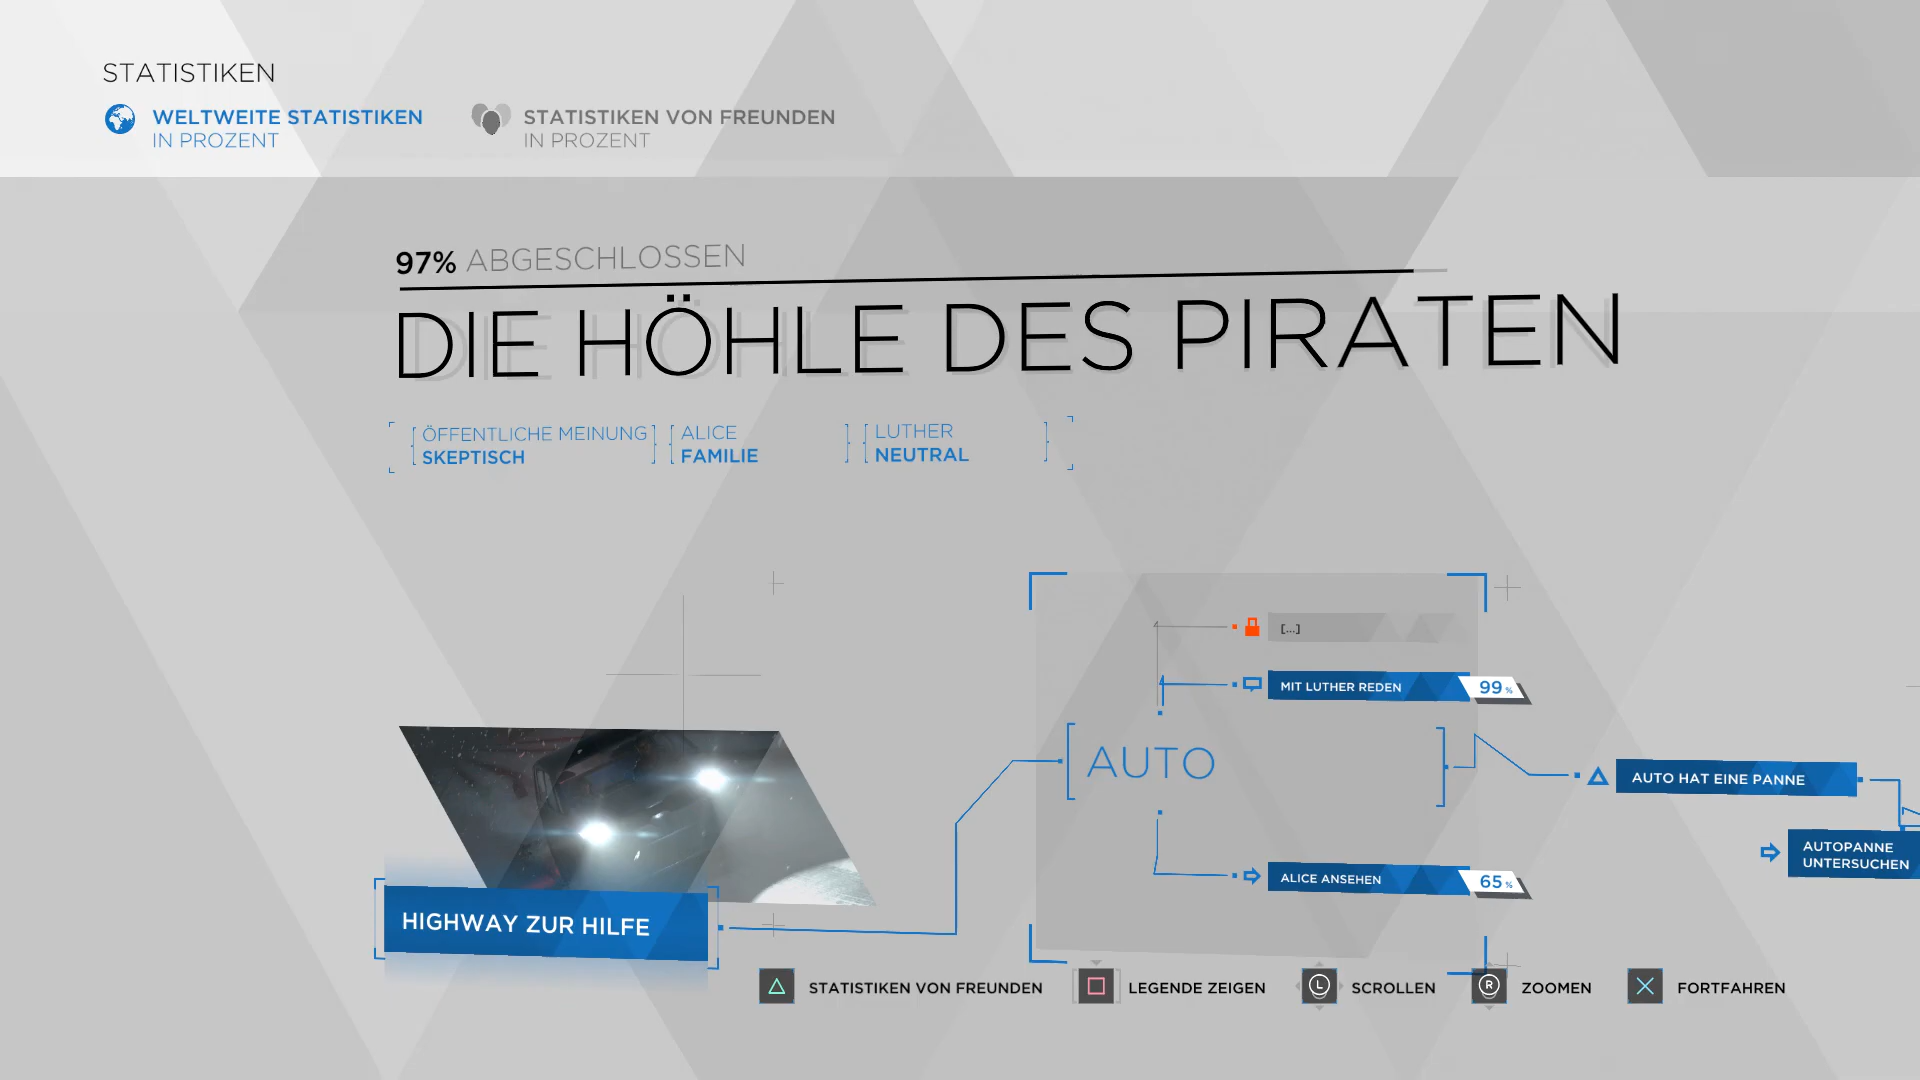 STATISTIKEN
WELTWEITE STATISTIKEN
IN PROZENT
STATISTIKEN VON FREUNDEN
IN PROZENT
97% ABGESCHLOSSEN
DIE HÖHLE DES PIRATEN
ÖFFENTLICHE MEINUNG
SKEPTISCH
ALICE
FAMILIE
LUTHER
NEUTRAL
[...]
MIT LUTHER REDEN 99%
AUTO
ALICE ANSEHEN 65%
AUTO HAT EINE PANNE
AUTOPANNE
UNTERSUCHEN
HIGHWAY ZUR HILFE
STATISTIKEN VON FREUNDEN
LEGENDE ZEIGEN
L SCROLLEN
R ZOOMEN
FORTFAHREN